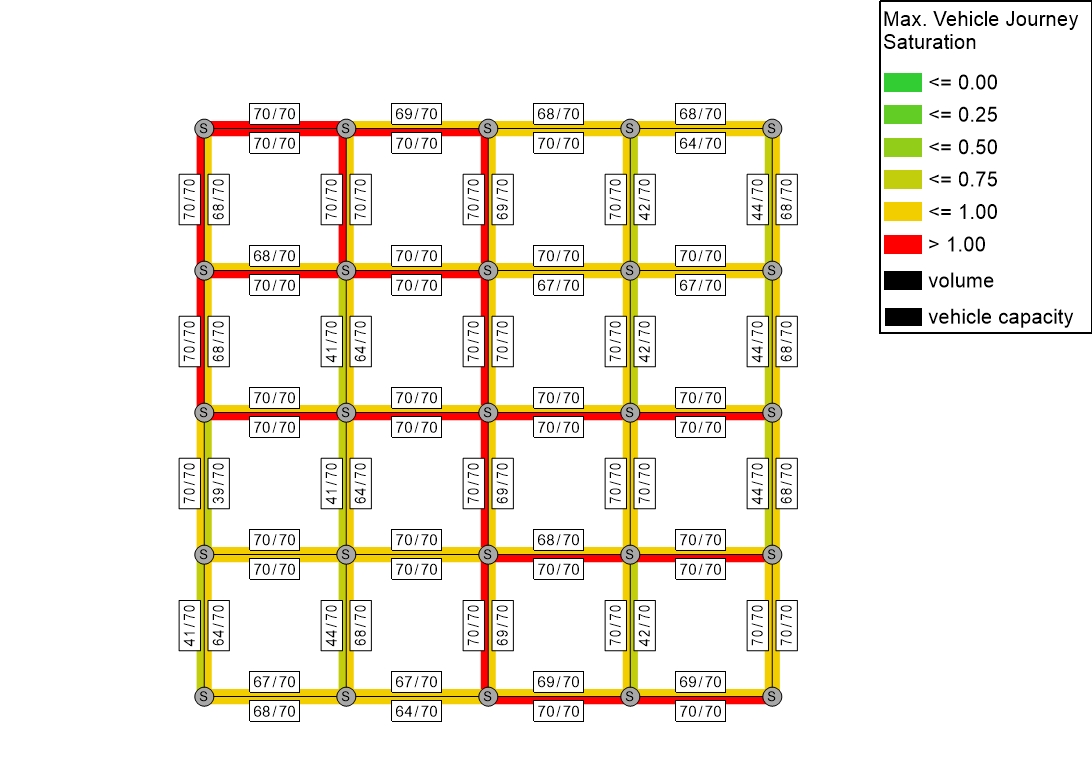 Max. Vehicle Journey
Saturation
<= 0.00
<= 0.25
<= 0.50
<= 0.75
<= 1.00
> 1.00
volume
vehicle capacity
70/70 69/70 68/70 68/70
S S S S S
70/70 70/70 70/70 64/70
70/70 68/70 70/70 70/70 70/70 69/70 70/70 42/70 44/70 68/70
68/70 70/70 70/70 70/70
S S S S S
70/70 70/70 67/70 67/70
70/70 68/70 41/70 64/70 70/70 70/70 70/70 42/70 44/70 68/70
70/70 70/70 70/70 70/70
S S S S S
70/70 70/70 70/70 70/70
70/70 39/70 41/70 64/70 70/70 69/70 70/70 70/70 44/70 68/70
70/70 70/70 68/70 70/70
S S S S S
70/70 70/70 70/70 70/70
41/70 64/70 44/70 68/70 70/70 69/70 70/70 42/70 70/70 70/70
67/70 67/70 69/70 69/70
S S S S S
68/70 64/70 70/70 70/70